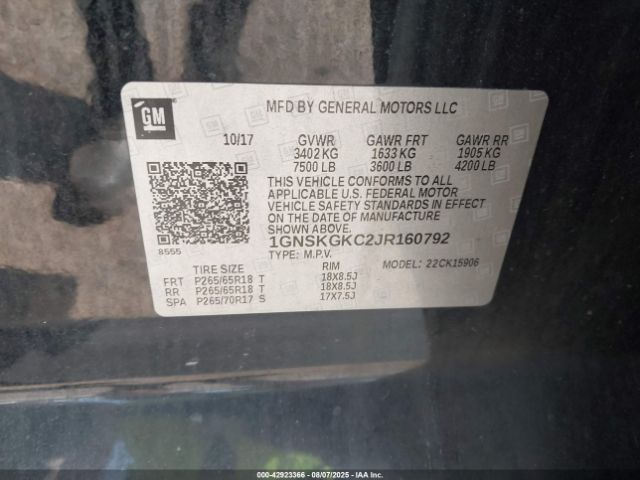 GM
MFD BY GENERAL MOTORS LLC
10/17 GVWR GAWR FRT GAWR RR
3402 KG 1633 KG 1905 KG
7500 LB 3600 LB 4200 LB
THIS VEHICLE CONFORMS TO ALL
APPLICABLE U.S. FEDERAL MOTOR
VEHICLE SAFETY STANDARDS IN EFFECT
ON THE DATE OF MANUFACTURE
SHOWN ABOVE.
8555
1GNSKGKC2JR160792
TYPE: M.P.V. MODEL: 22CK15906
TIRE SIZE RIM
FRT P265/65R18 T 18X8.5J
RR P265/65R18 T 18X8.5J
SPA P265/70R17 S 17X7.5J
000-42923366 - 08/07/2025 - IAAI.COM